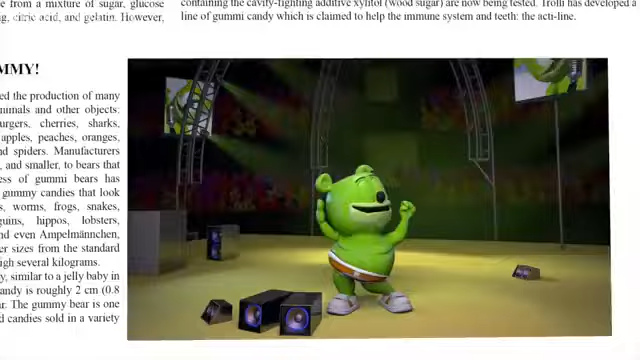 e from a mixture of sugar, glucose
g, citric acid, and gelatin. However,
containing the cavity-fighting additive xylitol (wood sugar) are now being tested. Trolli has developed a
line of gummi candy which is claimed to help the immune system and teeth: the acti-line.
MMY!
ed the production of many
nimals and other objects:
urgers, cherries, sharks,
apples, peaches, oranges,
nd spiders. Manufacturers
, and smaller, to bears that
ess of gummi bears has
gummy candies that look
s, worms, frogs, snakes,
guins, hippos, lobsters,
nd even Ampelmännchen,
er sizes from the standard
igh several kilograms.
y, similar to a jelly baby in
andy is roughly 2 cm (0.8
ar. The gummy bear is one
d candies sold in a variety